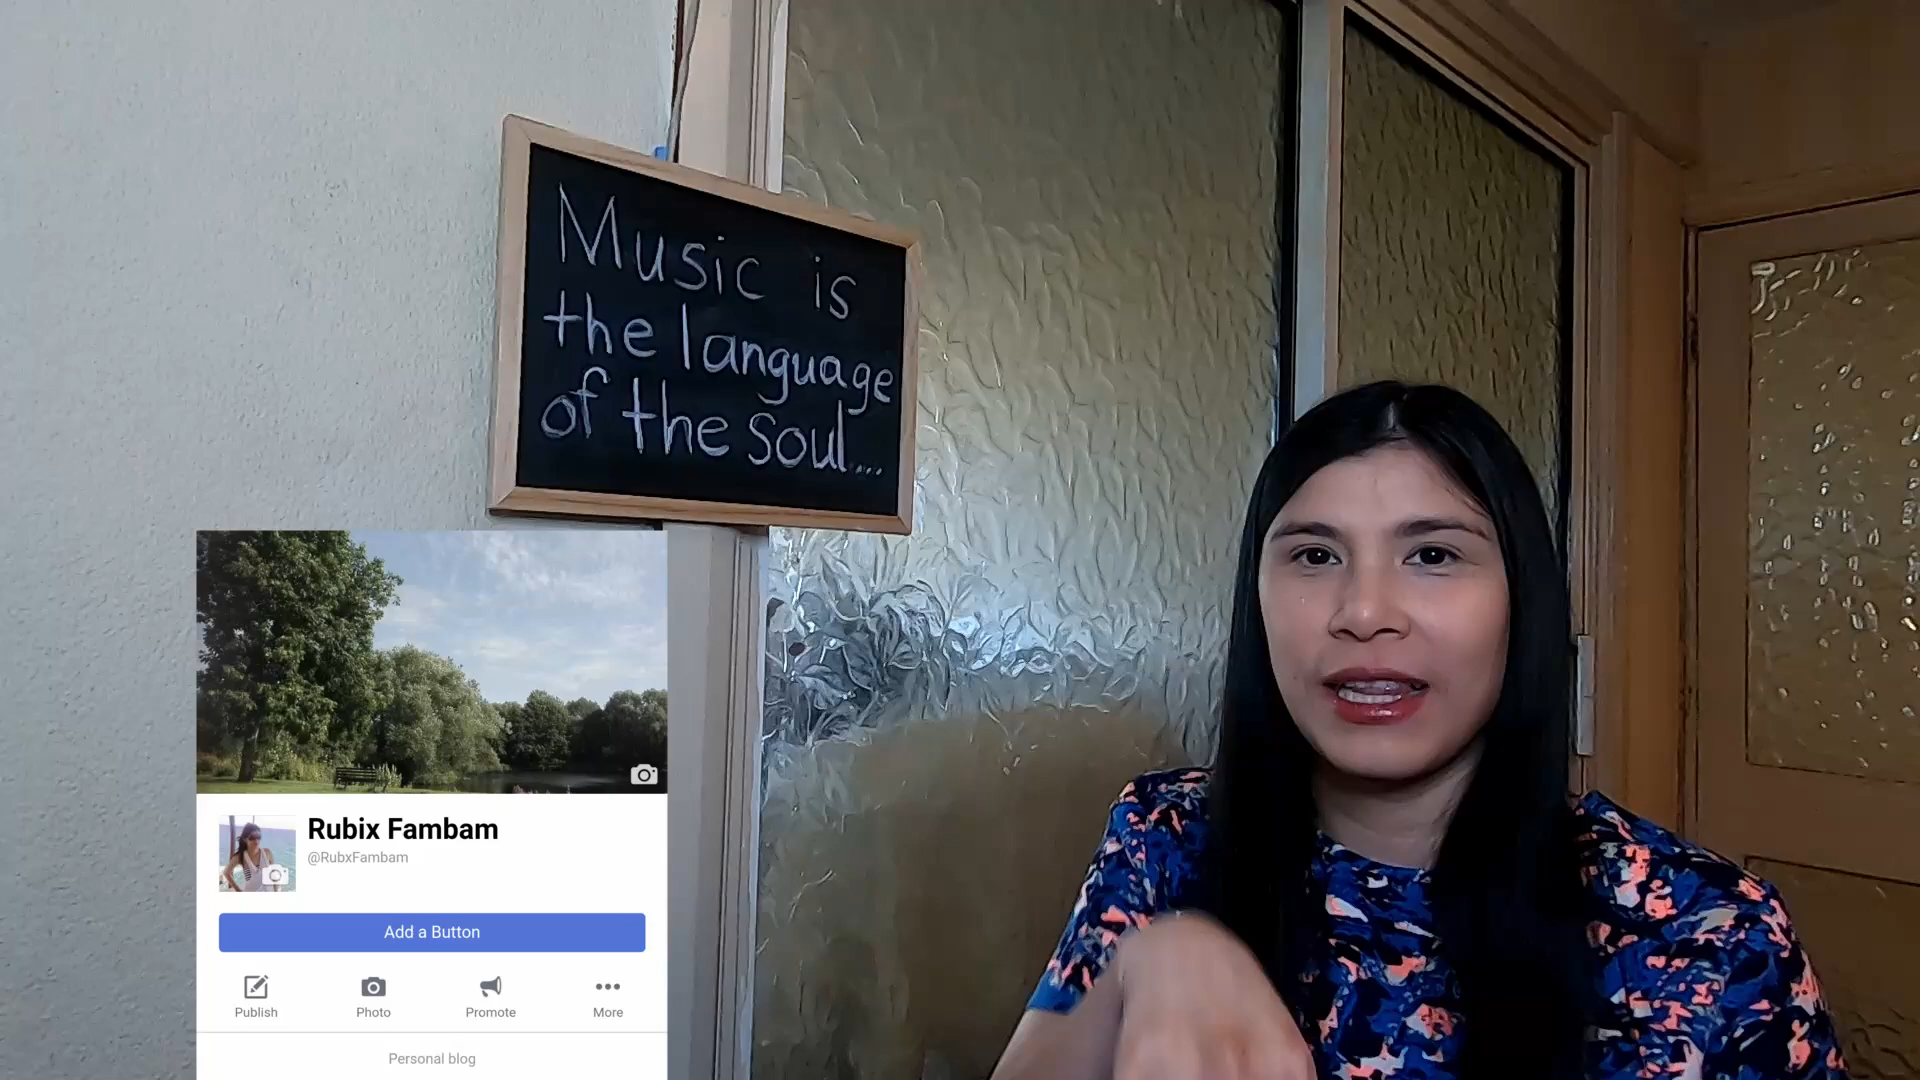 Music is
the language
of the soul....
Rubix Fambam
@RubxFambam
Add a Button
Publish Photo Promote More
Personal blog